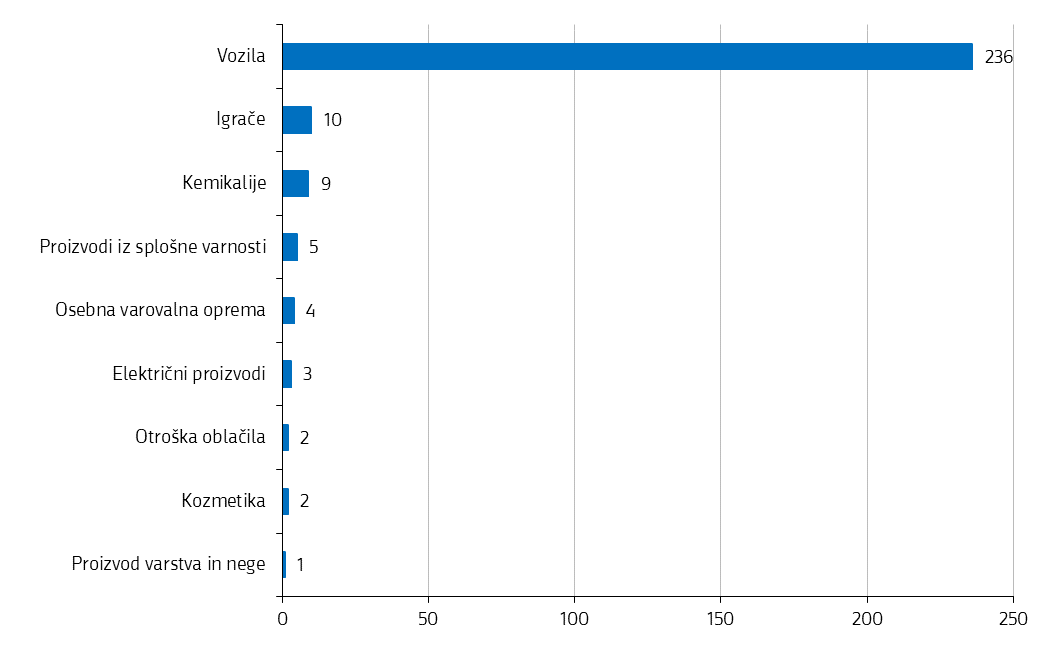 Vozila 236
Igrače 10
Kemikalije 9
Proizvodi iz splošne varnosti 5
Osebna varovalna oprema 4
Električni proizvodi 3
Otroška oblačila 2
Kozmetika 2
Proizvod varstva in nege 1
0 50 100 150 200 250